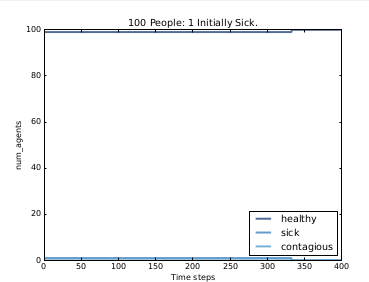 100 People: 1 Initially Sick.
100
80
60
40
20
0
num_agents
healthy
sick
contagious
0 50 100 150 200 250 300 350 400
Time steps